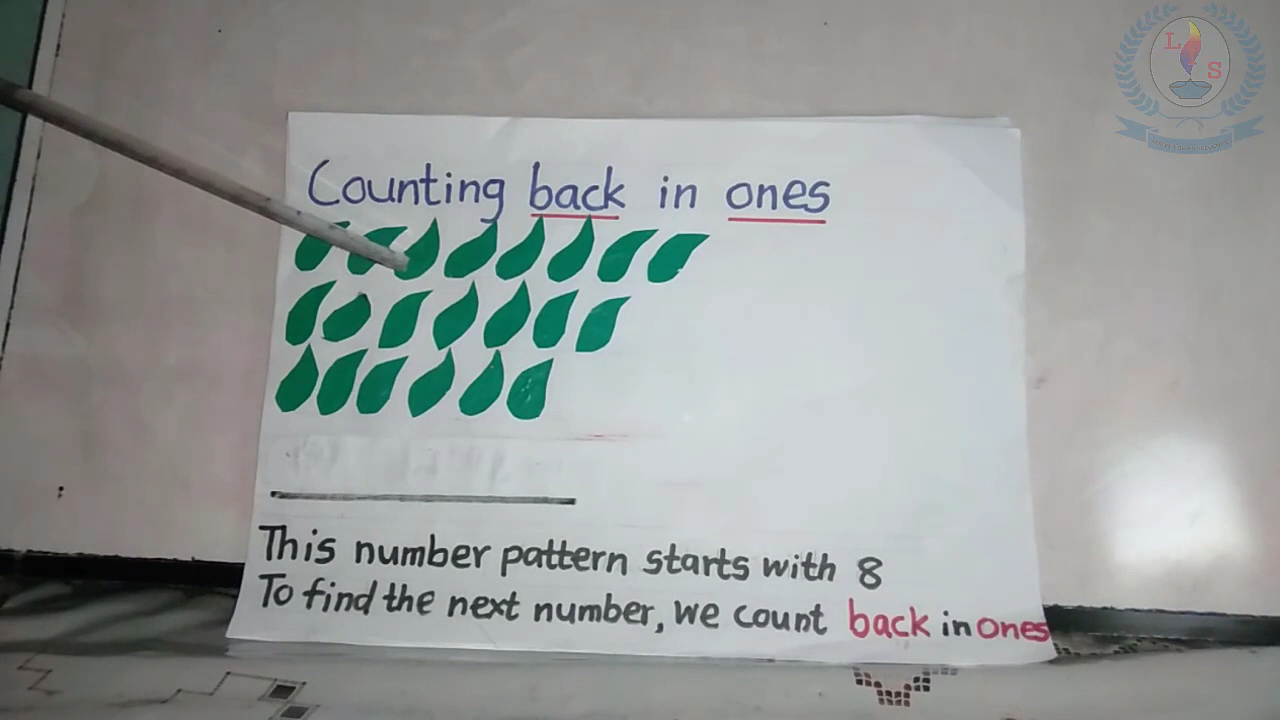 Counting back in ones
This number pattern starts with 8
To find the next number, we count back in ones
L
S